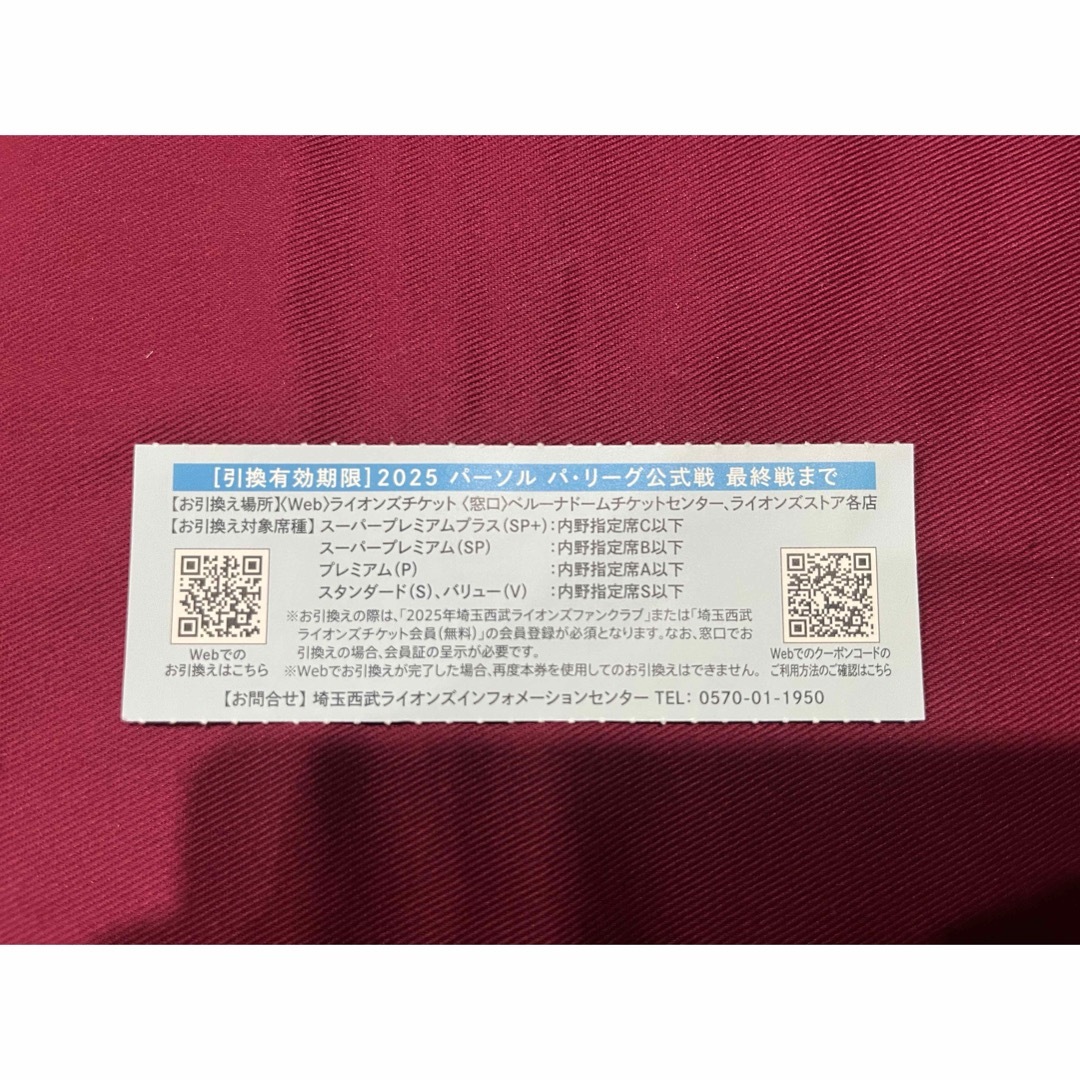 [引換有効期限]2025 パーソル パ・リーグ公式戦 最終戦まで
【お引換え場所】〈Web〉ライオンズチケット〈窓口〉ベルーナドームチケットセンター、ライオンズストア各店
【お引換え対象席種】スーパープレミアムプラス(SP+):内野指定席C以下
スーパープレミアム(SP) :内野指定席B以下
プレミアム(P) :内野指定席A以下
スタンダード(S)、バリュー(V) :内野指定席S以下
※お引換えの際は、「2025年埼玉西武ライオンズファンクラブ」または「埼玉西武
ライオンズチケット会員(無料)」の会員登録が必須となります。なお、窓口でお
引換えの場合、会員証の呈示が必要です。
※Webでお引換えが完了した場合、再度本券を使用してのお引換えはできません。
Webでの
お引換えはこちら
Webでのクーポンコードの
ご利用方法のご確認はこちら
【お問合せ】埼玉西武ライオンズインフォメーションセンター TEL: 0570-01-1950